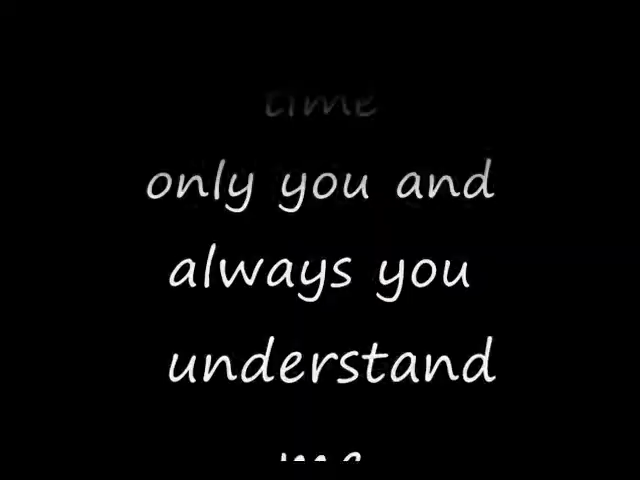 time
only you and
always you
understand
me